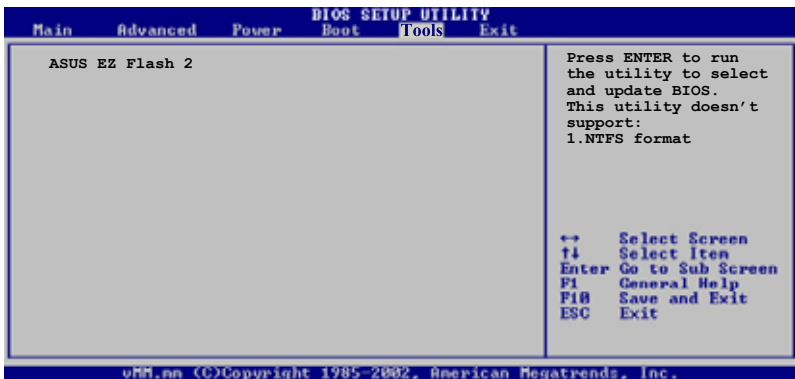 BIOS SETUP UTILITY
Main Advanced Power Boot Tools Exit
ASUS EZ Flash 2
Press ENTER to run
the utility to select
and update BIOS.
This utility doesn't
support:
1.NTFS format
↔ Select Screen
↑↓ Select Item
Enter Go to Sub Screen
F1 General Help
F10 Save and Exit
ESC Exit
vMM.mm (C)Copyright 1985-2002, American Megatrends, Inc.